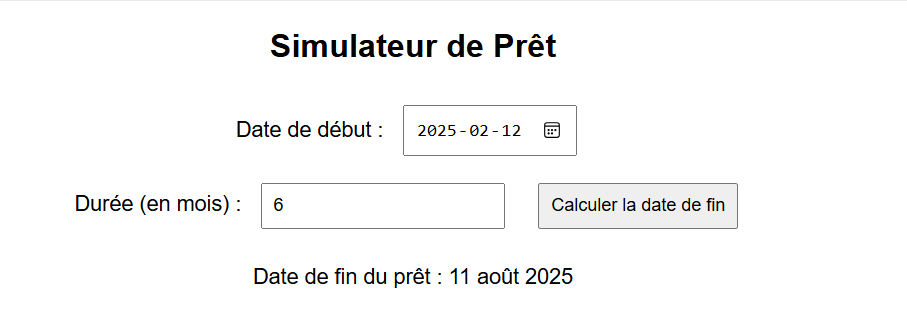 Simulateur de Prêt
Date de début : 2025-02-12
Durée (en mois) : 6 Calculer la date de fin
Date de fin du prêt : 11 août 2025